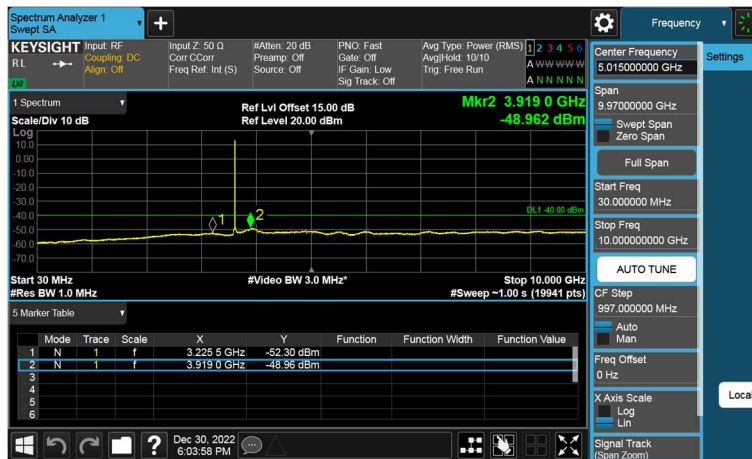 Spectrum Analyzer 1
Swept SA
Frequency
KEYSIGHT
RL
LXI
Input: RF
Coupling: DC
Align: Off
Input Z: 50 Ω
Corr CCorr
Freq Ref: Int (S)
#Atten: 20 dB
Preamp: Off
Source: Off
PNO: Fast
Gate: Off
IF Gain: Low
Sig Track: Off
Avg Type: Power (RMS)
Avg|Hold: 10/10
Trig: Free Run
1 2 3 4 5 6
A W W W W W
A N N N N N
1 Spectrum
Scale/Div 10 dB
Ref Lvl Offset 15.00 dB
Ref Level 20.00 dBm
Mkr2 3.919 0 GHz
-48.962 dBm
Log
10.0
0.00
-10.0
-20.0
-30.0
-40.0
-50.0
-60.0
-70.0
1
2
DL1 -40.00 dBm
Start 30 MHz
#Res BW 1.0 MHz
#Video BW 3.0 MHz*
Stop 10.000 GHz
#Sweep ~1.00 s (19941 pts)
5 Marker Table
Mode Trace Scale X Y Function Function Width Function Value
1 N 1 f 3.225 5 GHz -52.30 dBm
2 N 1 f 3.919 0 GHz -48.96 dBm
3
4
5
6
?
Dec 30, 2022
6:03:58 PM
Center Frequency
5.015000000 GHz
Settings
Span
9.97000000 GHz
Swept Span
Zero Span
Full Span
Start Freq
30.000000 MHz
Stop Freq
10.000000000 GHz
AUTO TUNE
CF Step
997.000000 MHz
Auto
Man
Freq Offset
0 Hz
X Axis Scale
Log
Lin
Local
Signal Track
(Span Zoom)